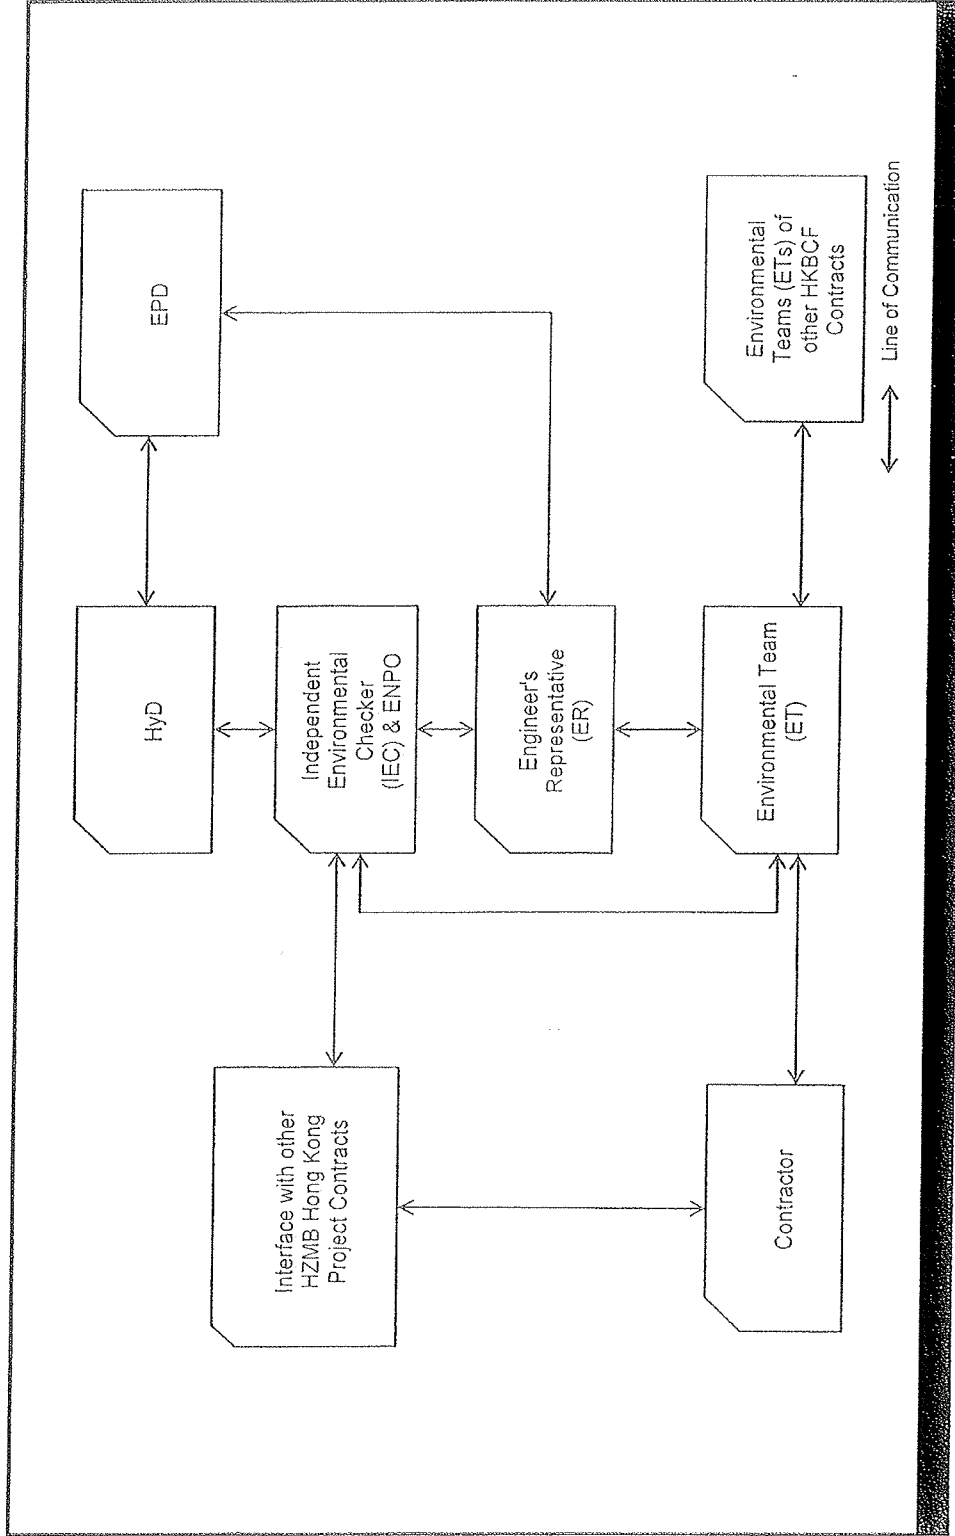 HyD
EPD
Independent
Environmental
Checker
(IEC) & ENPO
Interface with other
HZMB Hong Kong
Project Contracts
Engineer's
Representative
(ER)
Contractor
Environmental Team
(ET)
Environmental
Teams (ETs) of
other HKBCF
Contracts
Line of Communication